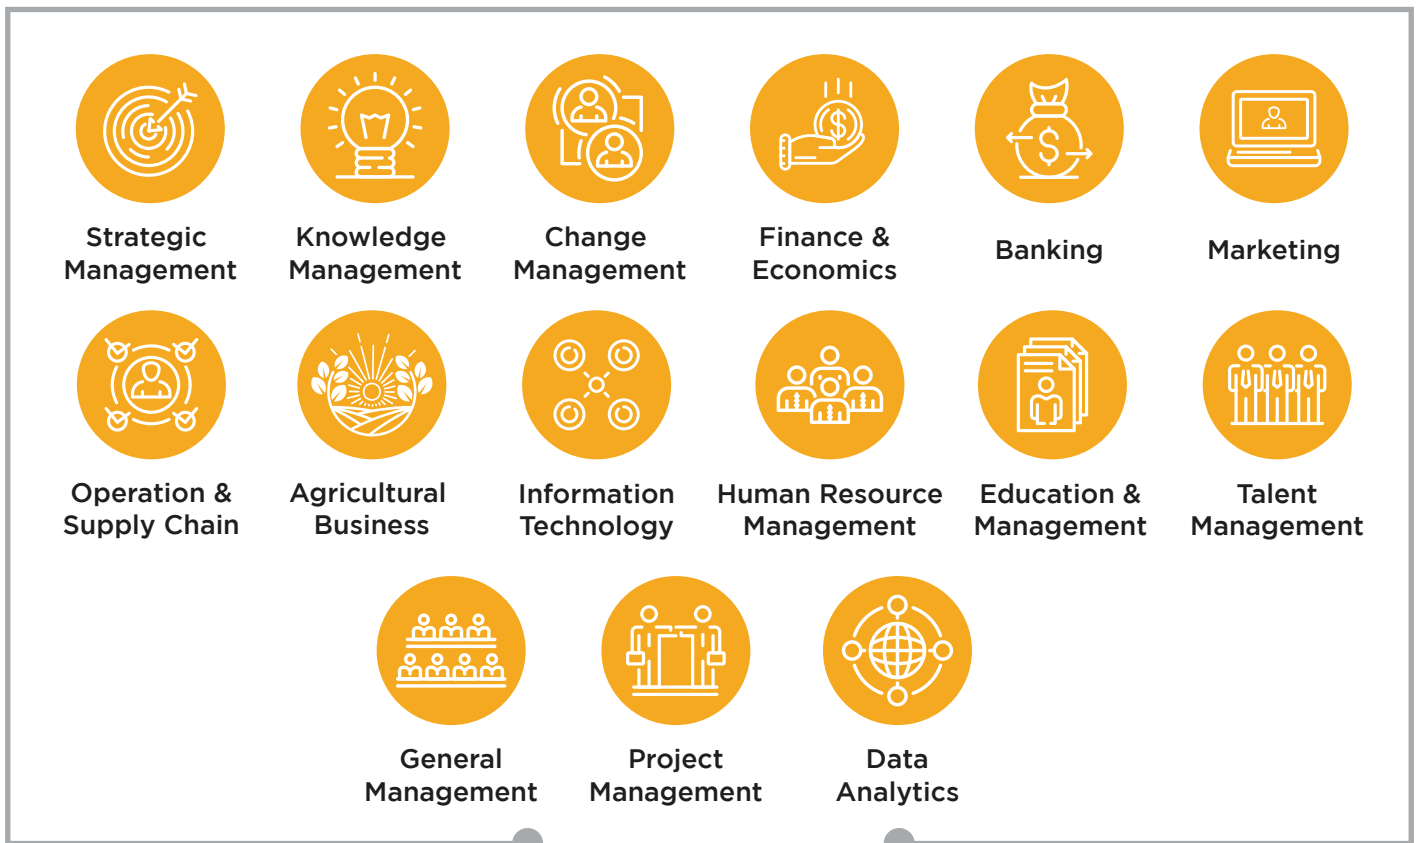 Strategic
Management
Knowledge
Management
Change
Management
Finance &
Economics
Banking
Marketing
Operation &
Supply Chain
Agricultural
Business
Information
Technology
Human Resource
Management
Education &
Management
Talent
Management
General
Management
Project
Management
Data
Analytics